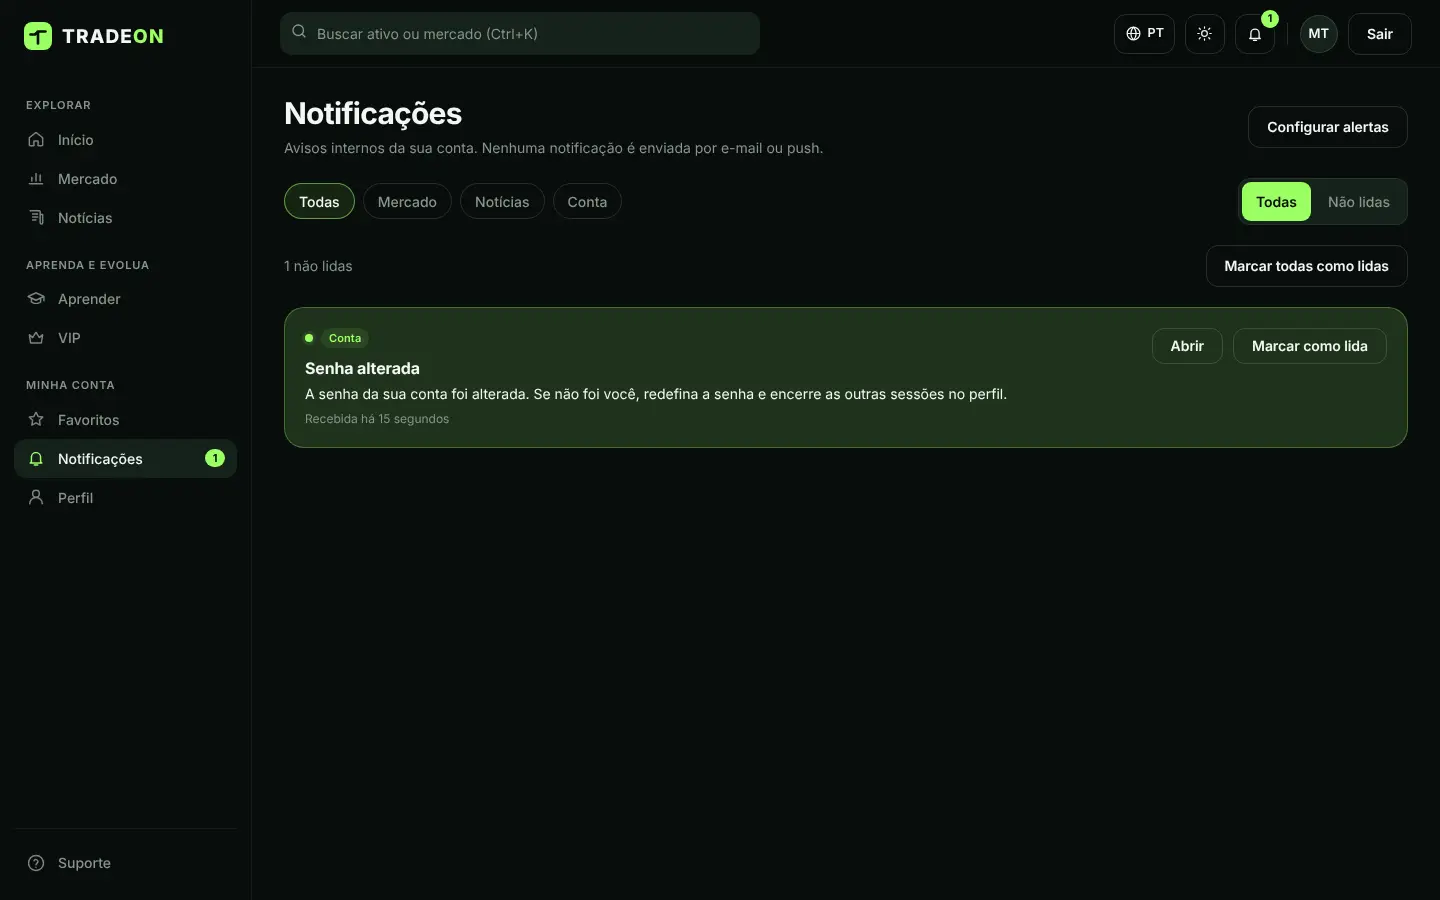 TRADEON
Buscar ativo ou mercado (Ctrl+K)
PT
1
MT
Sair
EXPLORAR
Início
Mercado
Notícias
APRENDA E EVOLUA
Aprender
VIP
MINHA CONTA
Favoritos
Notificações 1
Perfil
Suporte
Notificações
Avisos internos da sua conta. Nenhuma notificação é enviada por e-mail ou push.
Configurar alertas
Todas Mercado Notícias Conta
Todas Não lidas
1 não lidas
Marcar todas como lidas
Conta
Senha alterada
A senha da sua conta foi alterada. Se não foi você, redefina a senha e encerre as outras sessões no perfil.
Recebida há 15 segundos
Abrir
Marcar como lida